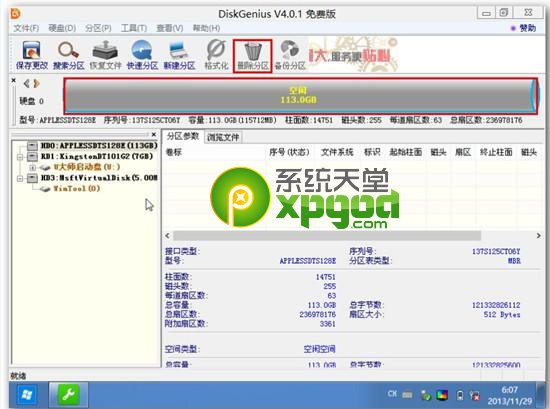 DiskGenius V4.0.1 免费版
文件(F) 硬盘(D) 分区(P) 工具(T) 查看(V) 帮助(H) 赞助
保存更改 搜索分区 恢复文件 快速分区 新建分区 格式化 删除分区 备份分区 大,服务更贴心
硬盘 0
空闲
113.0GB
型号:APPLESSDTS128E 序列号:137S125CT06Y 容量:113.0GB(115712MB) 柱面数:14751 磁头数:255 每道扇区数:63 总扇区数:236978176
HD0:APPLESSDTS128E(113GB)
RD1:KingstonDT101G2(7GB)
U大师启动盘(U:)
HD3:MsftVirtualDisk(5.00M
WinTool(O)
分区参数 浏览文件
卷标 序号(状态) 文件系统 标识 起始柱面 磁头 扇区 终止柱面 磁头
系统天堂
xpgod.com
接口类型: 序列号: 137S125CT06Y
型号: APPLESSDTS128E 分区表类型: MBR
柱面数: 14751
磁头数: 255
每道扇区数: 63
总容量: 113.0GB 总字节数: 121332826112
总扇区数: 236978176 扇区大小: 512 Bytes
附加扇区数: 3361
空间类型: 空闲空间
总容量: 113.0GB 总字节数: 121332825600
就绪
CH
6:07
2013/11/29